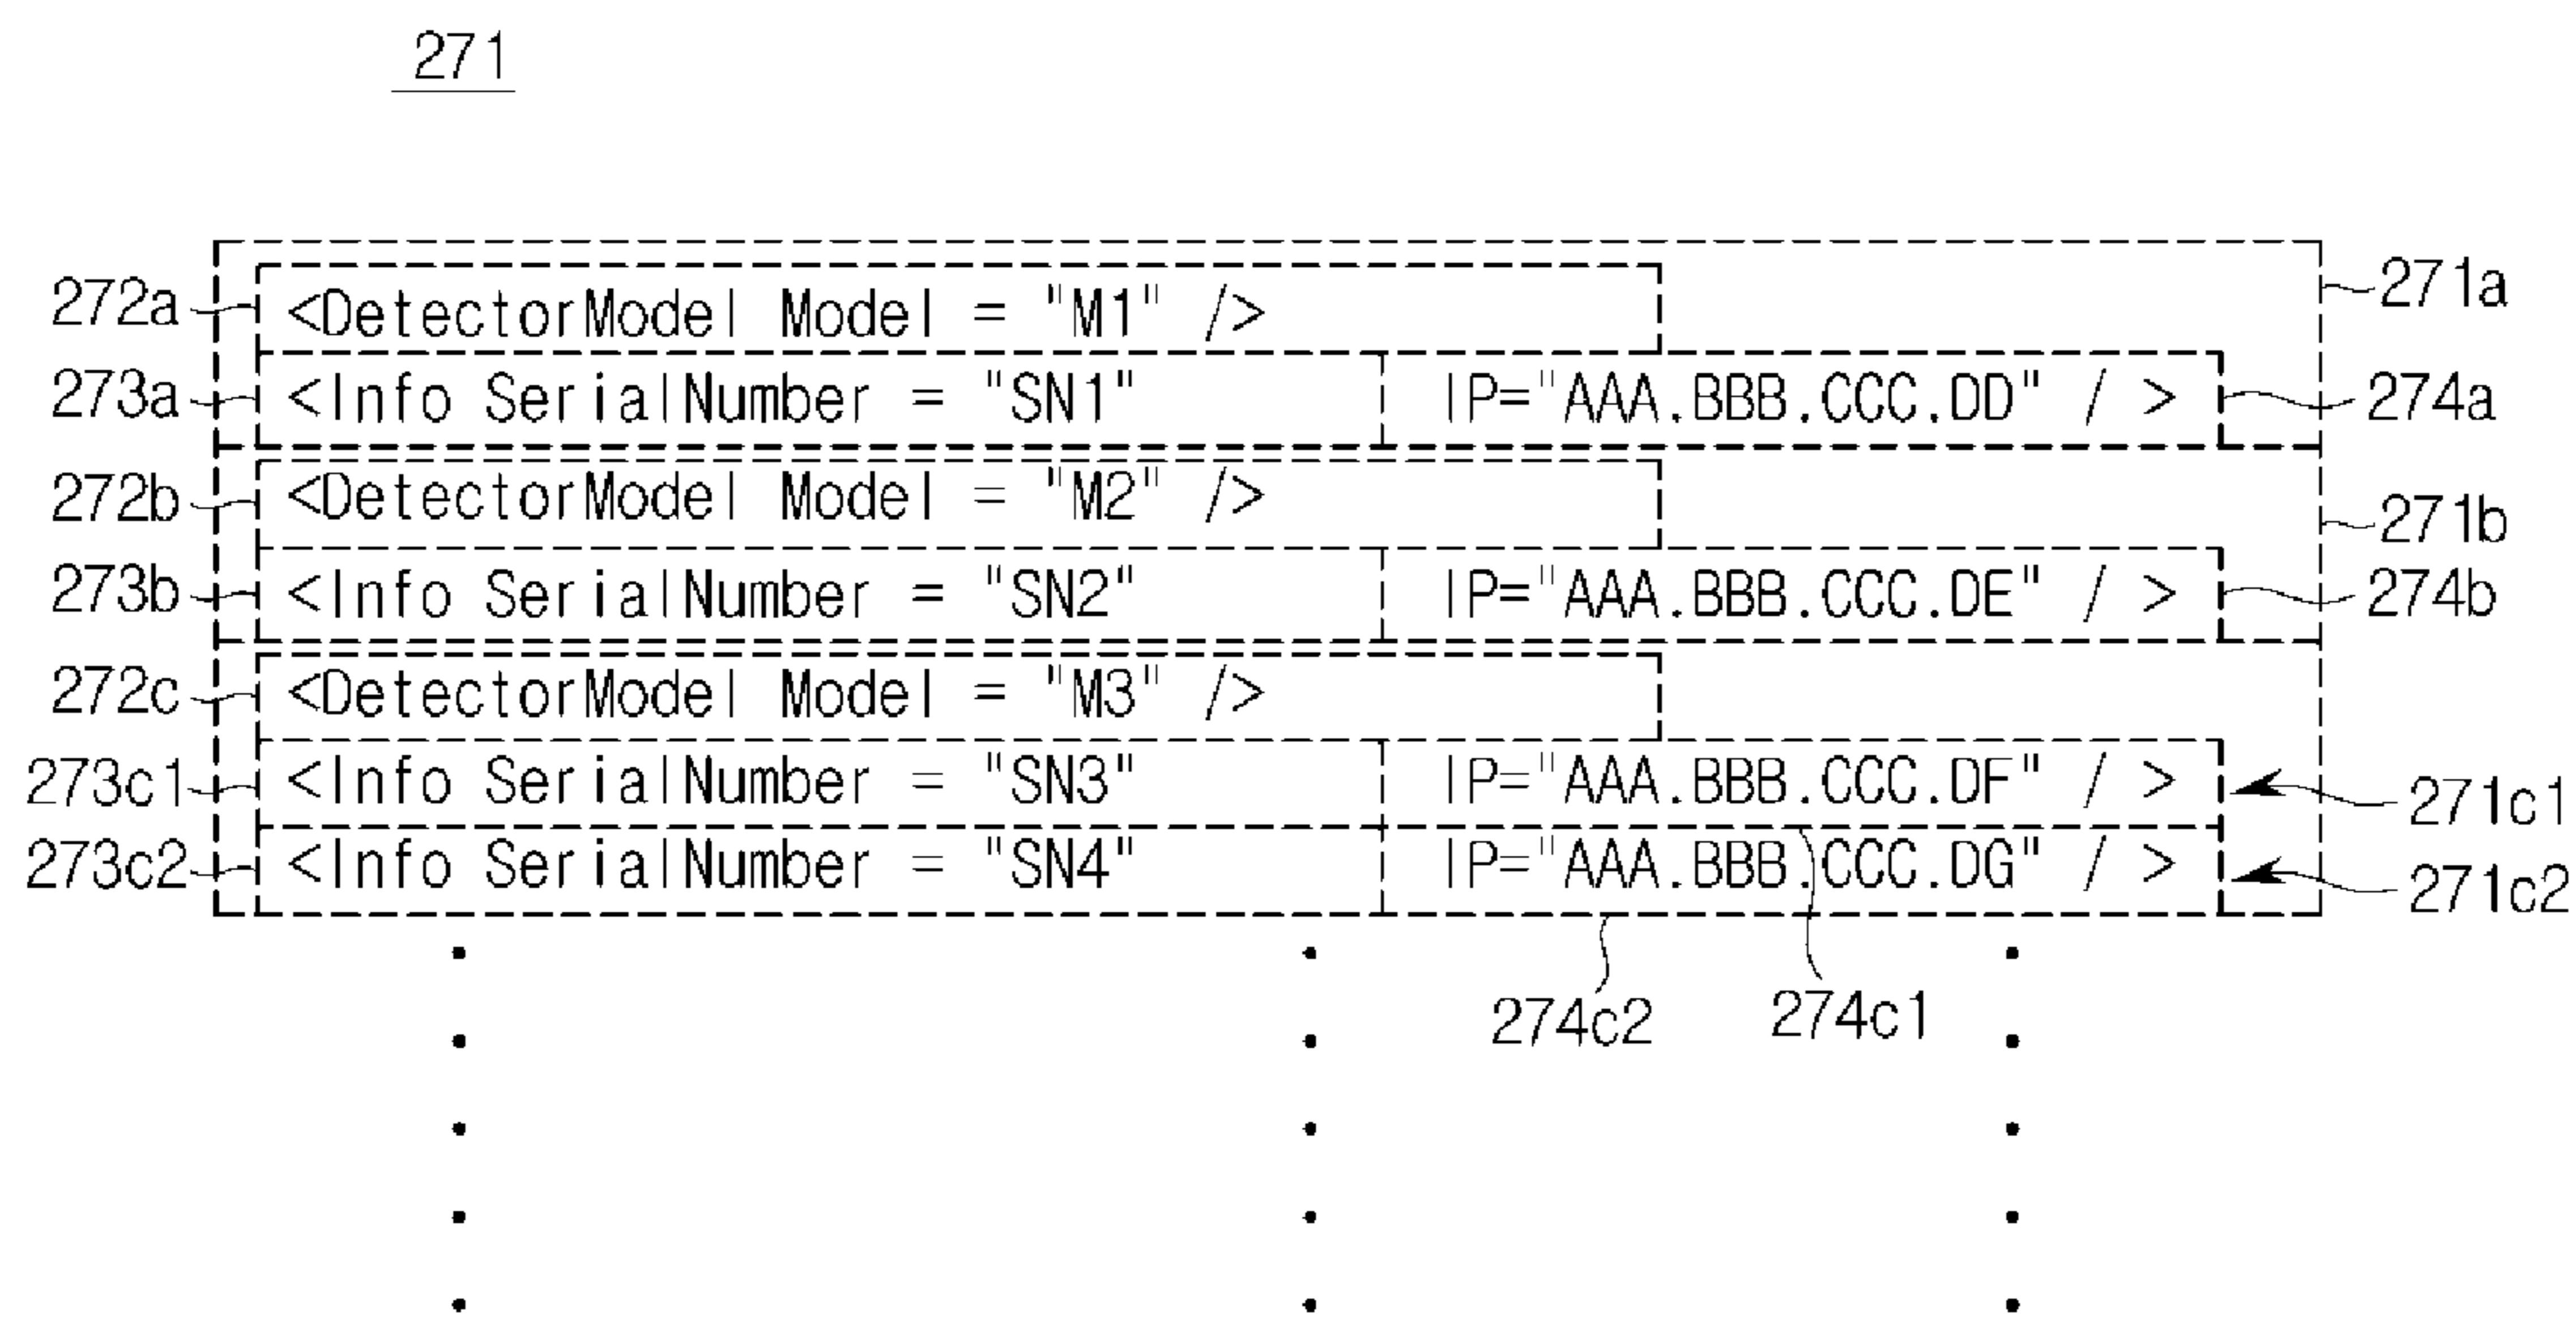 271
272a <DetectorModel Model = "M1" /> 271a
273a <Info SerialNumber = "SN1" IP="AAA.BBB.CCC.DD" / > 274a
272b <DetectorModel Model = "M2" /> 271b
273b <Info SerialNumber = "SN2" IP="AAA.BBB.CCC.DE" / > 274b
272c <DetectorModel Model = "M3" />
273c1 <Info SerialNumber = "SN3" IP="AAA.BBB.CCC.DF" / > 271c1
273c2 <Info SerialNumber = "SN4" IP="AAA.BBB.CCC.DG" / > 271c2
274c2 274c1